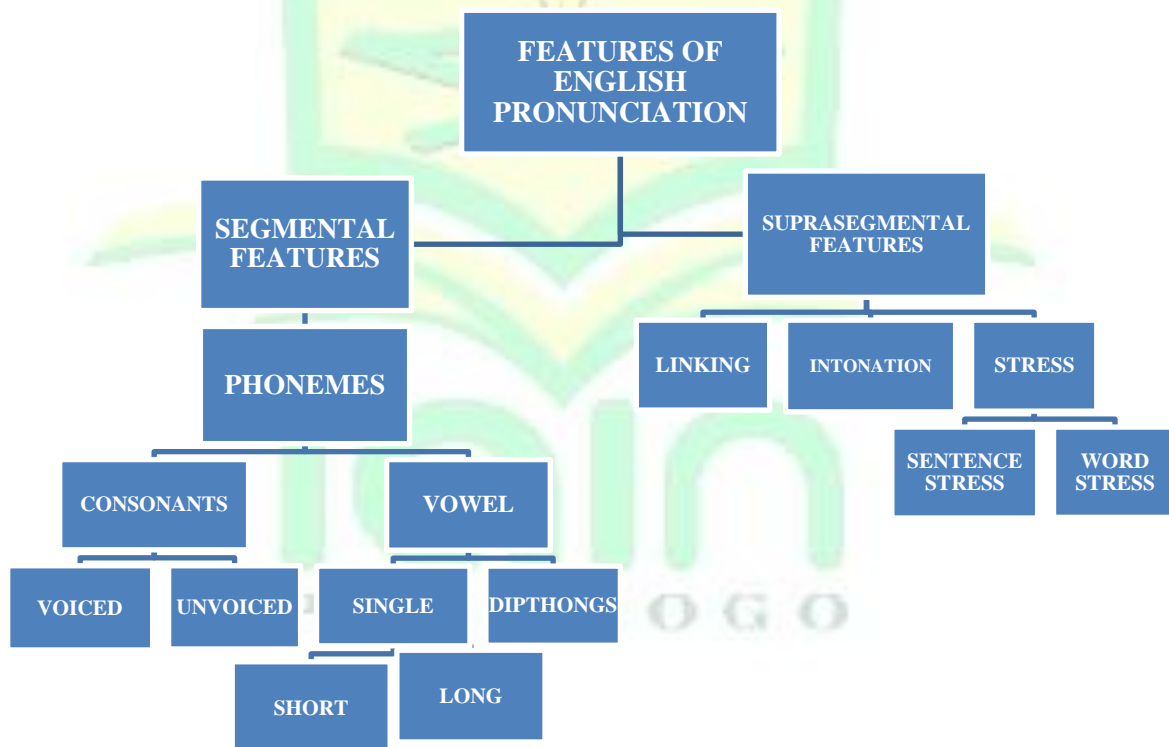 FEATURES OF
ENGLISH
PRONUNCIATION
SEGMENTAL
FEATURES
SUPRASEGMENTAL
FEATURES
PHONEMES
LINKING
INTONATION
STRESS
SENTENCE
STRESS
WORD
STRESS
CONSONANTS
VOWEL
VOICED
UNVOICED
SINGLE
DIPTHONGS
SHORT
LONG
iain
O G O